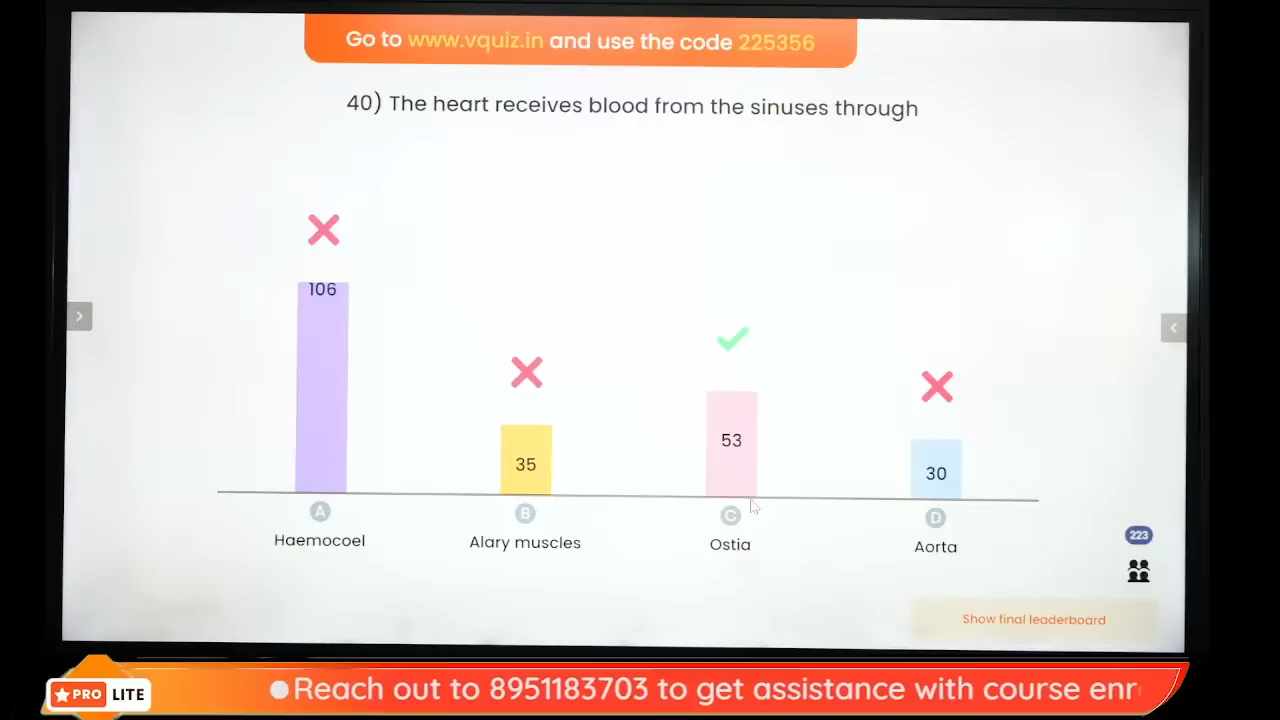 Go to www.vquiz.in and use the code 225356
40) The heart receives blood from the sinuses through
106
35
53
30
A
B
C
D
Haemocoel
Alary muscles
Ostia
Aorta
223
Show final leaderboard
PRO LITE
Reach out to 8951183703 to get assistance with course enr